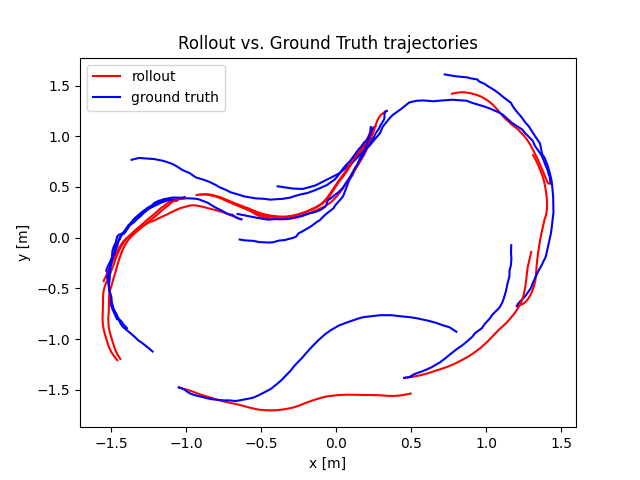 Rollout vs. Ground Truth trajectories
rollout
ground truth
1.5
1.0
0.5
0.0
−0.5
−1.0
−1.5
y [m]
−1.5 −1.0 −0.5 0.0 0.5 1.0 1.5
x [m]